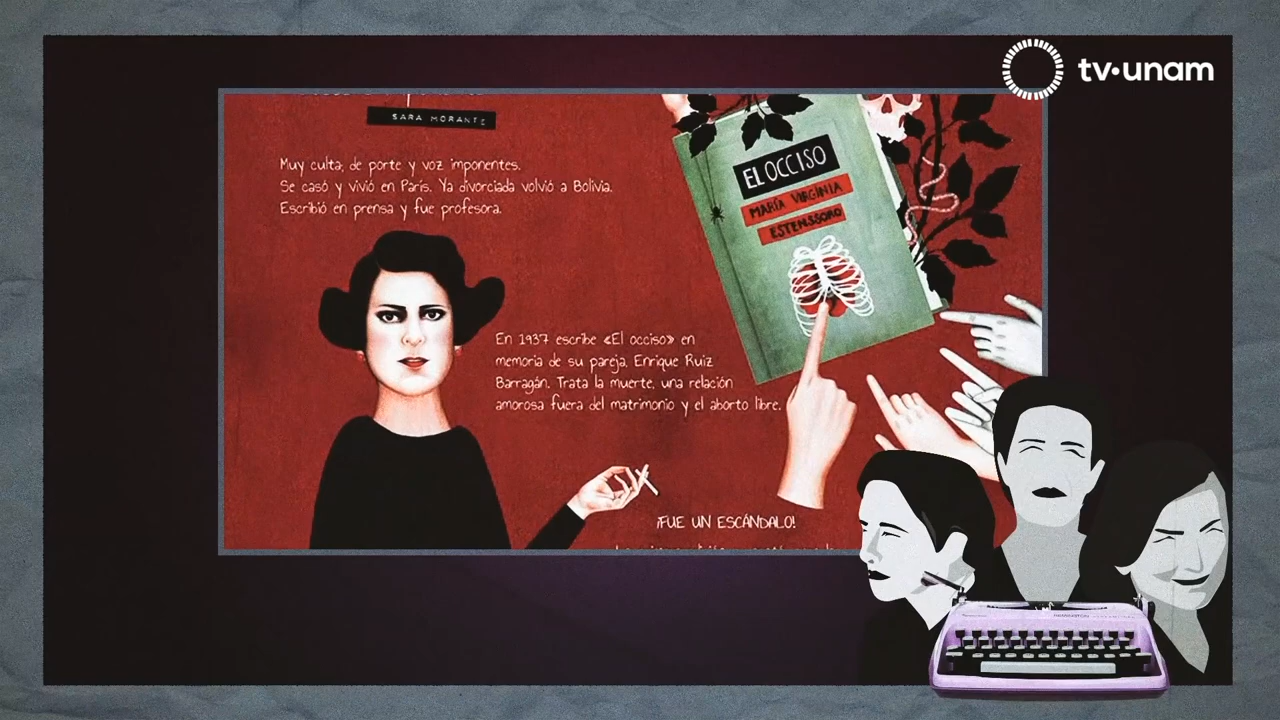 tv·unam
SARA MORANTE
Muy culta, de porte y voz imponentes.
Se casó y vivió en París. Ya divorciada volvió a Bolivia.
Escribió en prensa y fue profesora.
EL OCCISO
MARÍA VIRGINIA
ESTENSSORO
En 1937 escribe «El occiso» en
memoria de su pareja, Enrique Ruiz
Barragán. Trata la muerte, una relación
amorosa fuera del matrimonio y el aborto libre.
¡FUE UN ESCÁNDALO!